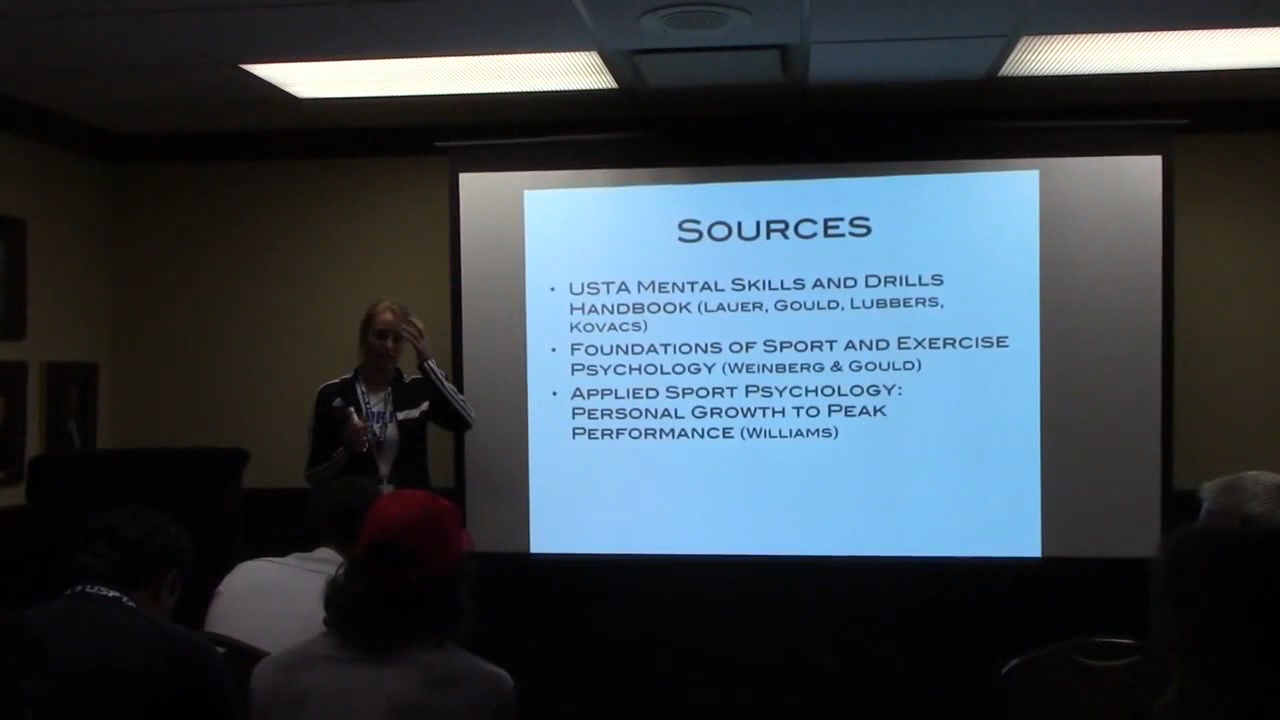 SOURCES
• USTA MENTAL SKILLS AND DRILLS
HANDBOOK (LAUER, GOULD, LUBBERS,
KOVACS)
• FOUNDATIONS OF SPORT AND EXERCISE
PSYCHOLOGY (WEINBERG & GOULD)
• APPLIED SPORT PSYCHOLOGY:
PERSONAL GROWTH TO PEAK
PERFORMANCE (WILLIAMS)